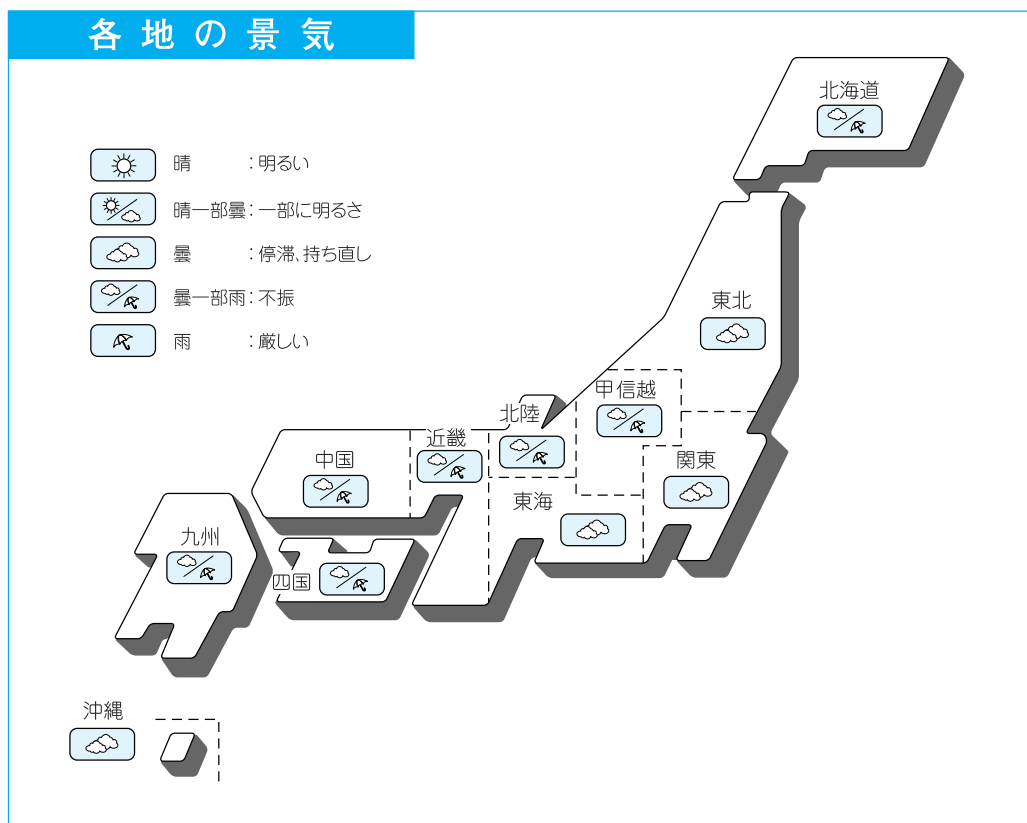 各地の景気
晴　　　：明るい
晴一部曇：一部に明るさ
曇　　　：停滞、持ち直し
曇一部雨：不振
雨　　　：厳しい
北海道
東北
甲信越
北陸
近畿
中国
関東
東海
九州
四国
沖縄